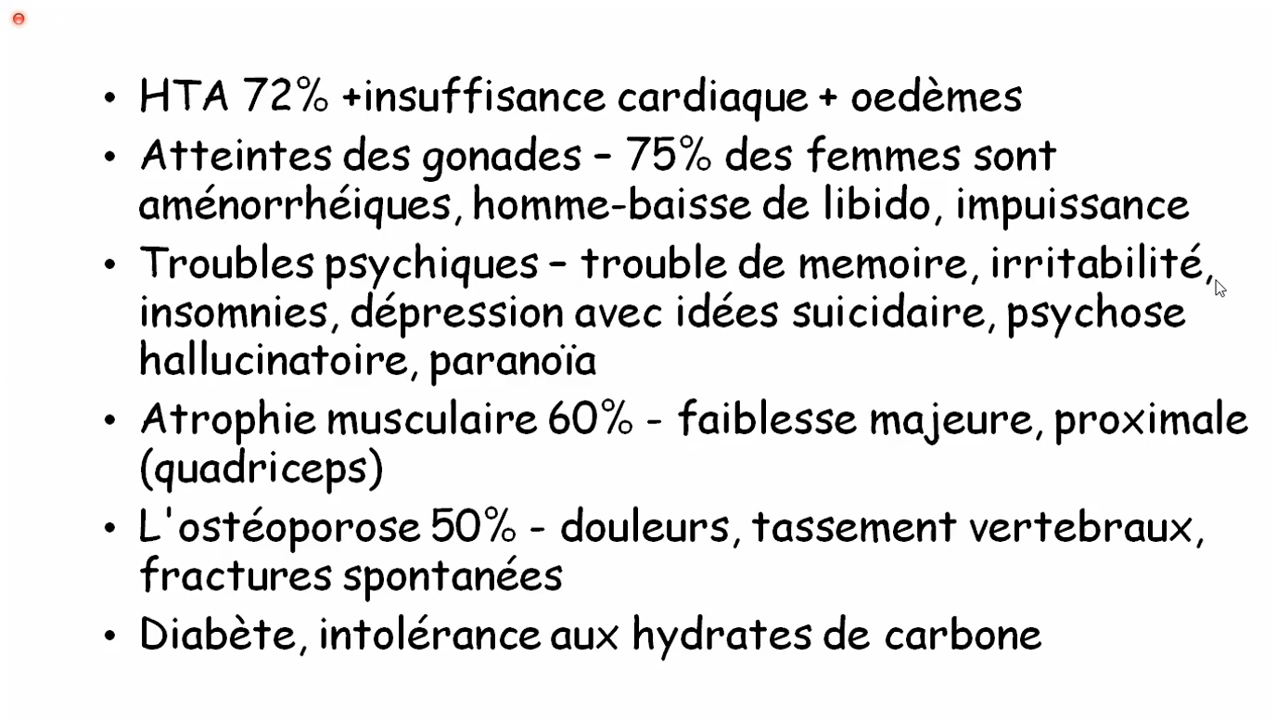 • HTA 72% +insuffisance cardiaque + oedèmes
• Atteintes des gonades – 75% des femmes sont
aménorrhéiques, homme-baisse de libido, impuissance
• Troubles psychiques – trouble de memoire, irritabilité,
insomnies, dépression avec idées suicidaire, psychose
hallucinatoire, paranoïa
• Atrophie musculaire 60% - faiblesse majeure, proximale
(quadriceps)
• L'ostéoporose 50% - douleurs, tassement vertebraux,
fractures spontanées
• Diabète, intolérance aux hydrates de carbone